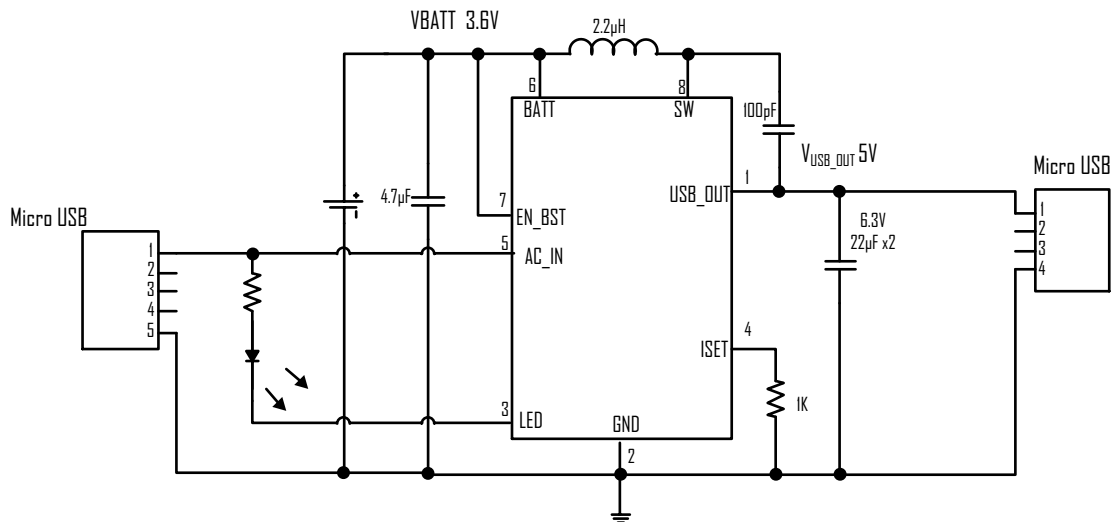 VBATT 3.6V
2.2µH
6
BATT
8
SW
100pF
V_USB_OUT 5V
1
USB_OUT
Micro USB
1
2
3
4
6.3V
22µF x2
4.7µF
+
-
7
EN_BST
5
AC_IN
Micro USB
1
2
3
4
5
4
ISET
1K
3
LED
GND
2